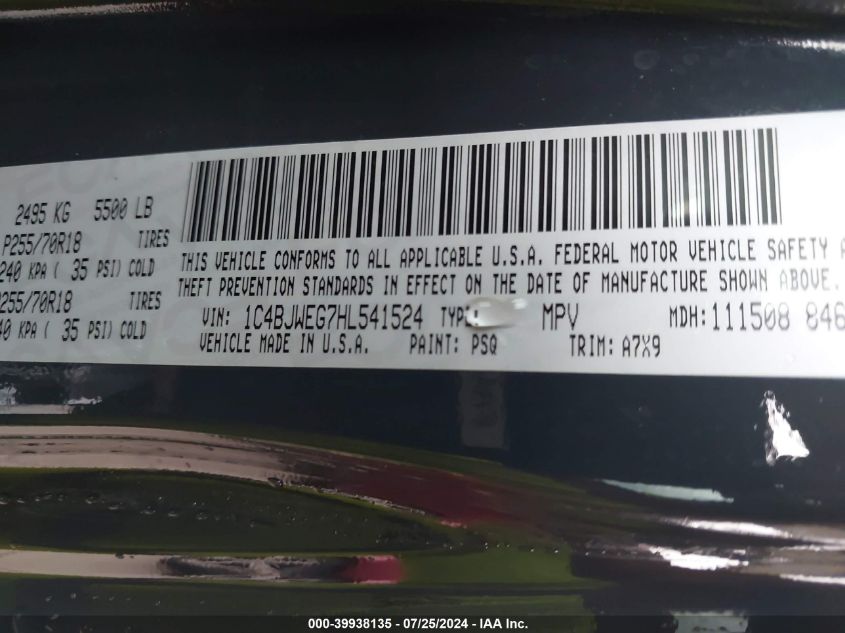 2495 KG 5500 LB
P255/70R18 TIRES
240 KPA ( 35 PSI) COLD
P255/70R18 TIRES
40 KPA ( 35 PSI) COLD
THIS VEHICLE CONFORMS TO ALL APPLICABLE U.S.A. FEDERAL MOTOR VEHICLE SAFETY A
THEFT PREVENTION STANDARDS IN EFFECT ON THE DATE OF MANUFACTURE SHOWN ABOVE.
VIN: 1C4BJWEG7HL541524 TYPE: MPV MDH: 111508 846
VEHICLE MADE IN U.S.A. PAINT: PSQ TRIM: A7X9
000-39938135 - 07/25/2024 - IAA Inc.